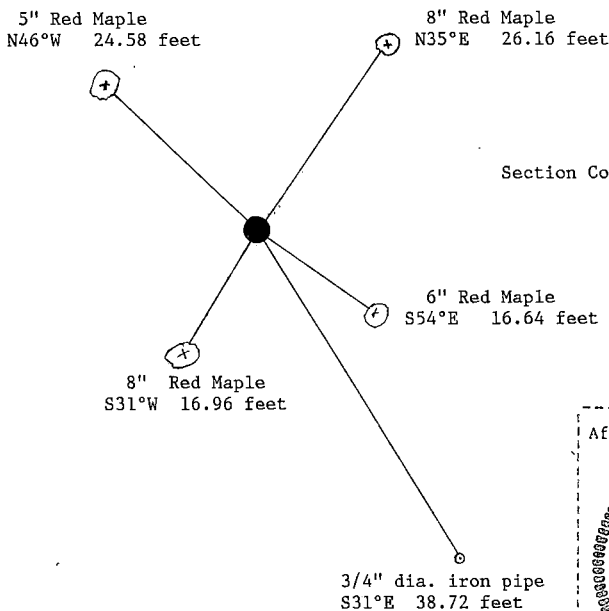 5" Red Maple
N46°W 24.58 feet
8" Red Maple
N35°E 26.16 feet
Section Co
6" Red Maple
S54°E 16.64 feet
8" Red Maple
S31°W 16.96 feet
Af
3/4" dia. iron pipe
S31°E 38.72 feet